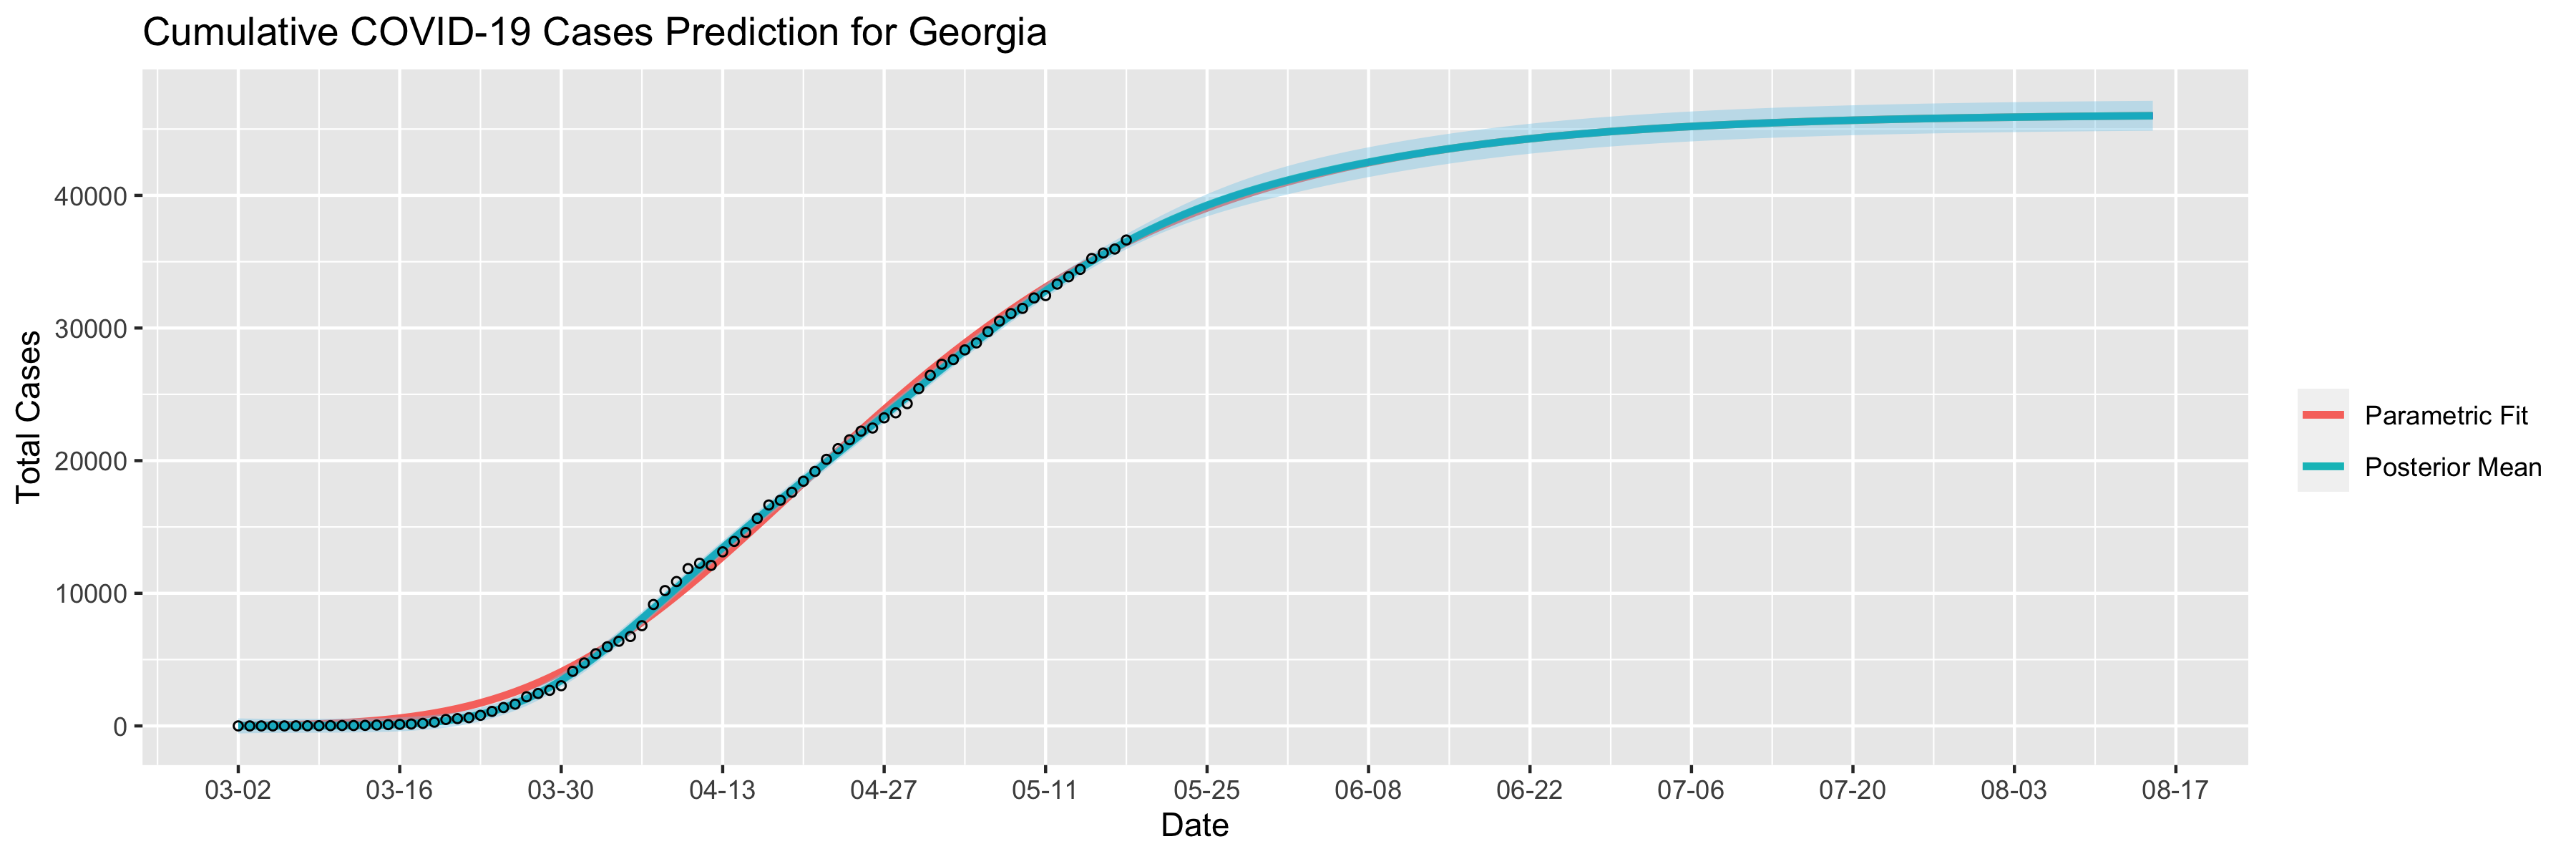 Cumulative COVID-19 Cases Prediction for Georgia
Total Cases
40000
30000
20000
10000
0
03-02 03-16 03-30 04-13 04-27 05-11 05-25 06-08 06-22 07-06 07-20 08-03 08-17
Date
Parametric Fit
Posterior Mean